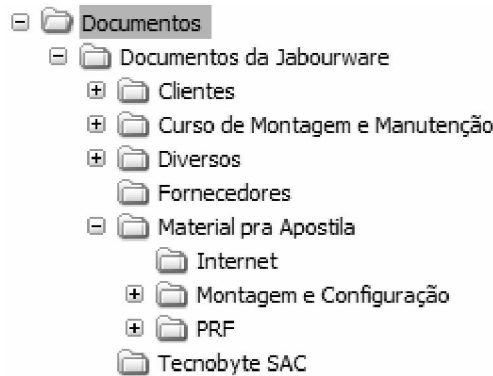 Documentos
Documentos da Jabourware
Clientes
Curso de Montagem e Manutenção
Diversos
Fornecedores
Material pra Apostila
Internet
Montagem e Configuração
PRF
Tecnobyte SAC